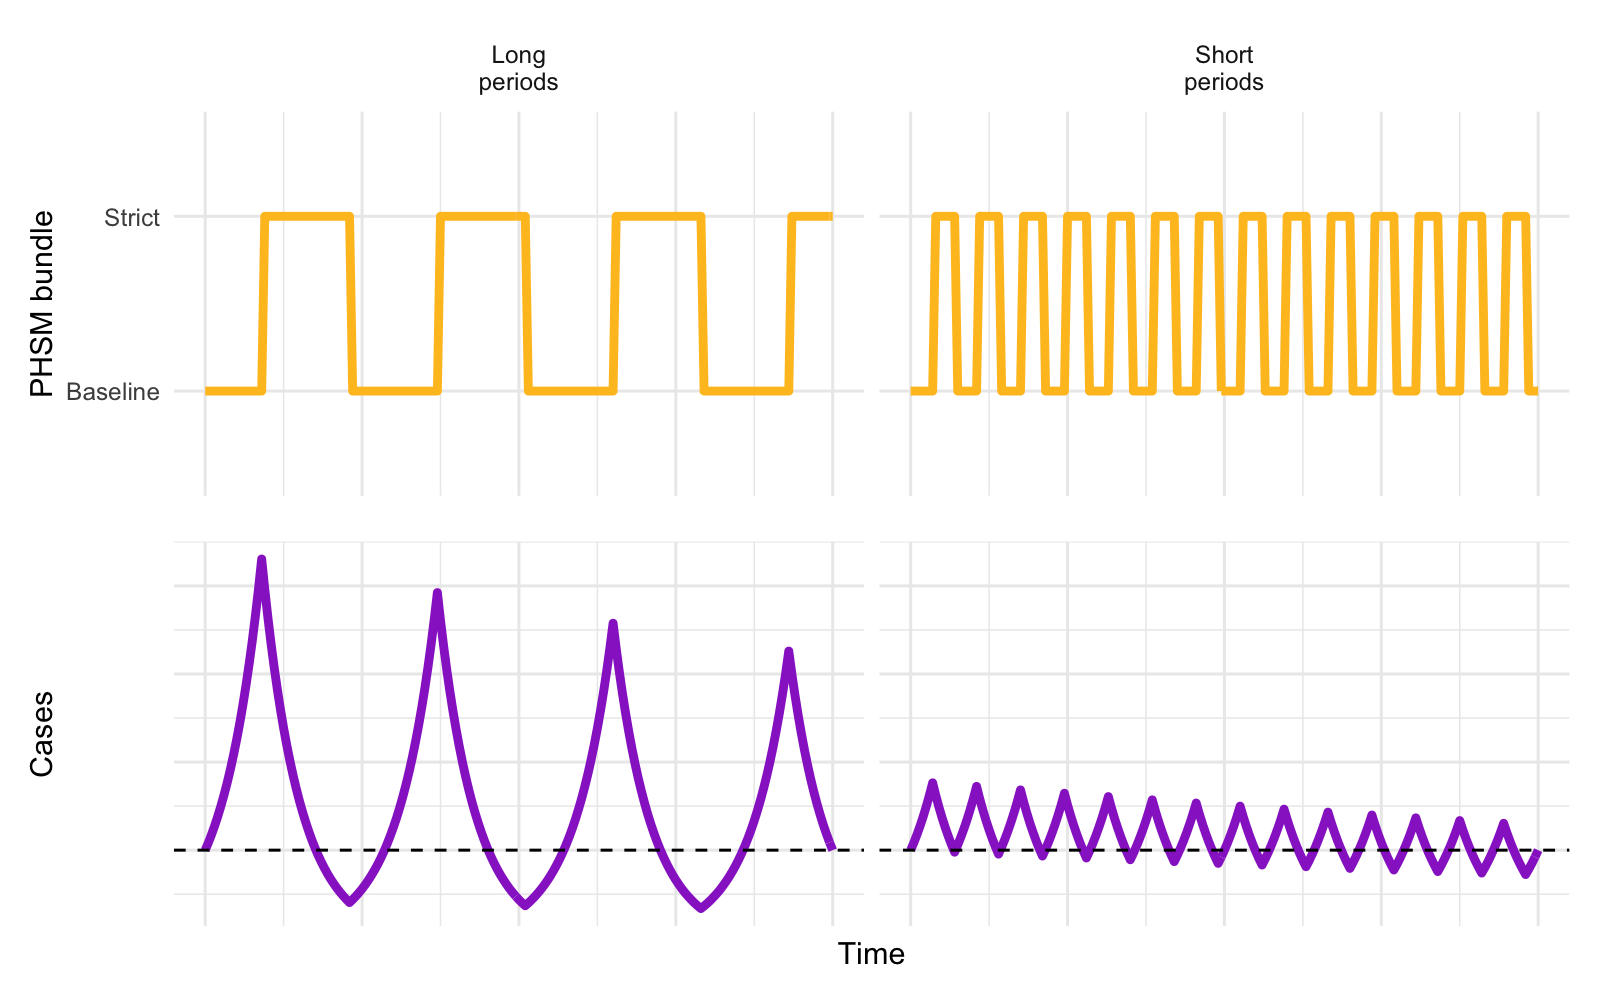 Long
periods
Short
periods
PHSM bundle
Strict
Baseline
Cases
Time